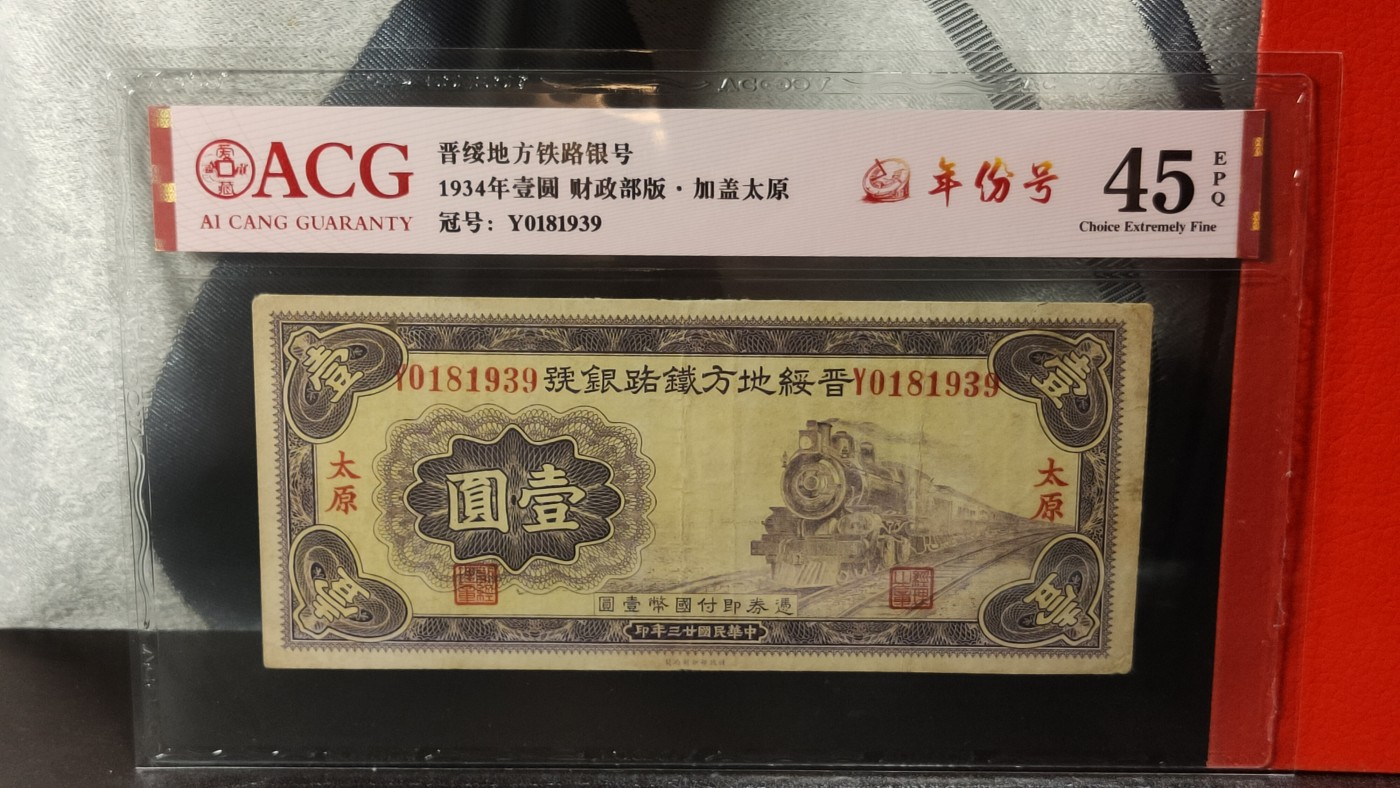 ACG
AI CANG GUARANTY
晋绥地方铁路银号
1934年壹圆 财政部版·加盖太原
冠号：Y0181939
年份号
45
EPQ
Choice Extremely Fine
壹
壹
Y0181939
號銀路鐵方地綏晋
Y0181939
太原
圓壹
太原
圓壹幣國付即券憑
印年三廿國民華中
壹
壹